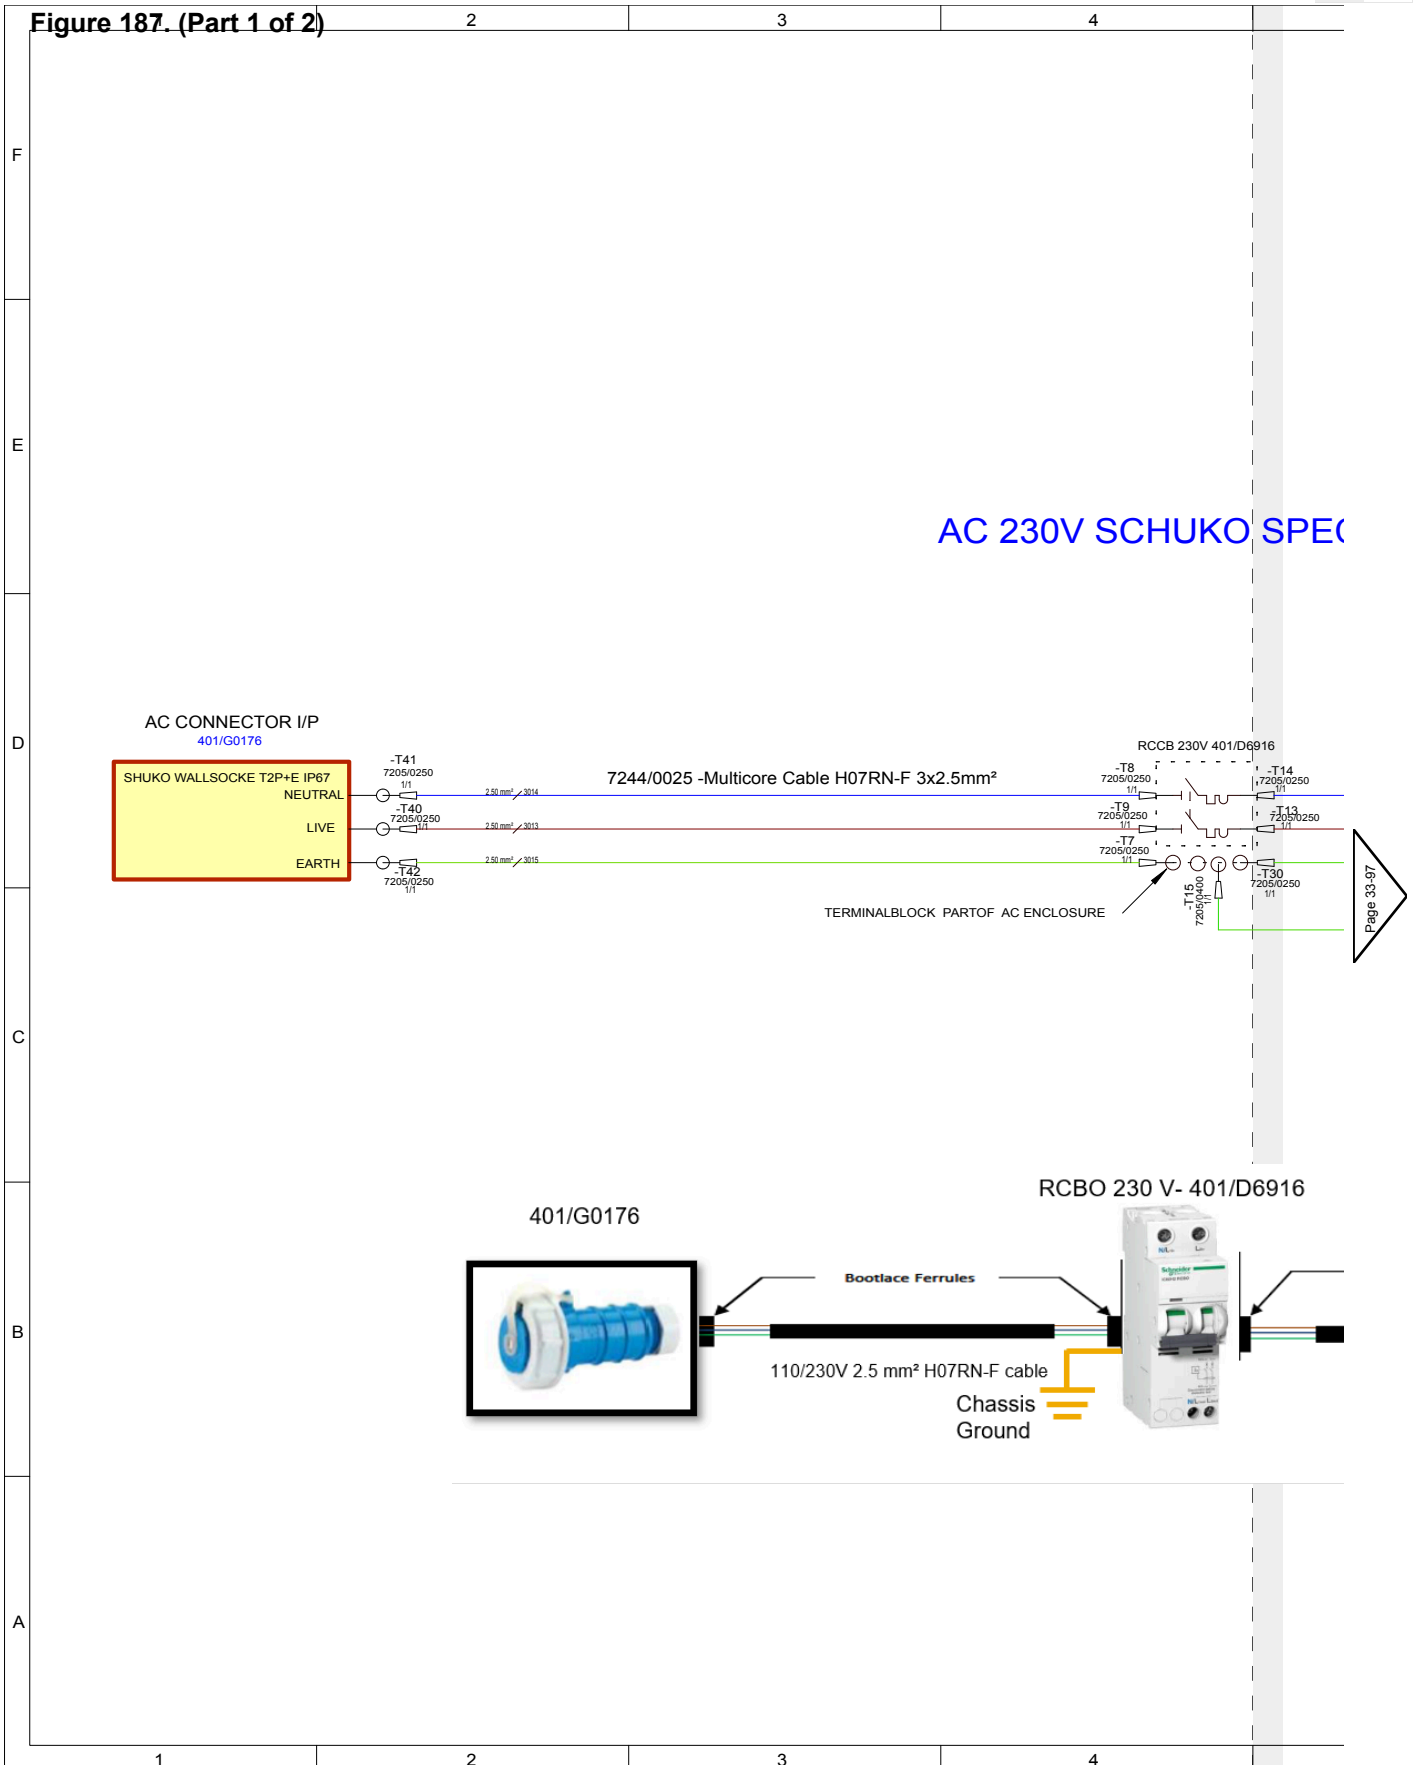 Figure 187. (Part 1 of 2)
1
2
3
4
F
E
AC 230V SCHUKO SPEC
D
AC CONNECTOR I/P
401/G0176
SHUKO WALLSOCKE T2P+E IP67
NEUTRAL
LIVE
EARTH
-T41
7205/0250
1/1
-T40
7205/0250
1/1
-T42
7205/0250
1/1
2.50 mm² 3014
2.50 mm² 3013
2.50 mm² 3015
7244/0025 -Multicore Cable H07RN-F 3x2.5mm²
RCCB 230V 401/D6916
-T8
7205/0250
1/1
-T9
7205/0250
1/1
-T7
7205/0250
1/1
-T14
7205/0250
1/1
-T13
7205/0250
1/1
-T30
7205/0250
1/1
-T15
7205/0400
1/1
TERMINALBLOCK PARTOF AC ENCLOSURE
Page 33-97
C
RCBO 230 V- 401/D6916
401/G0176
Bootlace Ferrules
B
110/230V 2.5 mm² H07RN-F cable
Chassis
Ground
N/L
Schneider
A
1
2
3
4